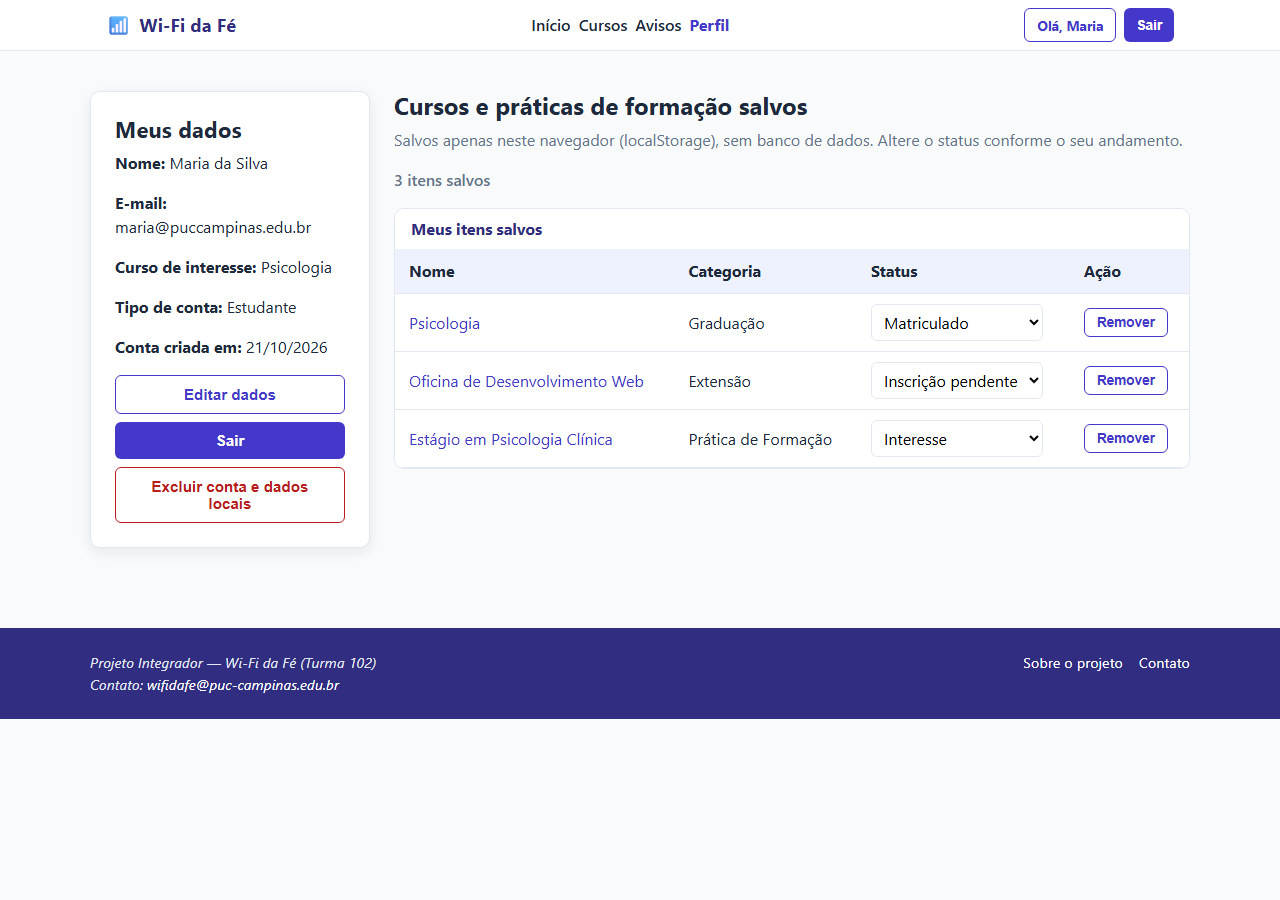 Wi-Fi da Fé
Início Cursos Avisos Perfil
Olá, Maria
Sair
Meus dados
Nome: Maria da Silva
E-mail:
maria@puccampinas.edu.br
Curso de interesse: Psicologia
Tipo de conta: Estudante
Conta criada em: 21/10/2026
Editar dados
Sair
Excluir conta e dados
locais
Cursos e práticas de formação salvos
Salvos apenas neste navegador (localStorage), sem banco de dados. Altere o status conforme o seu andamento.
3 itens salvos
Meus itens salvos
Nome Categoria Status Ação
Psicologia Graduação Matriculado Remover
Oficina de Desenvolvimento Web Extensão Inscrição pendente Remover
Estágio em Psicologia Clínica Prática de Formação Interesse Remover
Projeto Integrador — Wi-Fi da Fé (Turma 102)
Contato: wifidafe@puc-campinas.edu.br
Sobre o projeto Contato